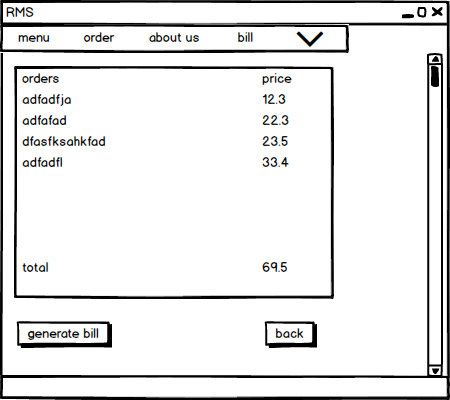 RMS
menu order about us bill
orders price
adfadfja 12.3
adfafad 22.3
dfasfksahkfad 23.5
adfadfl 33.4
total 69.5
generate bill back